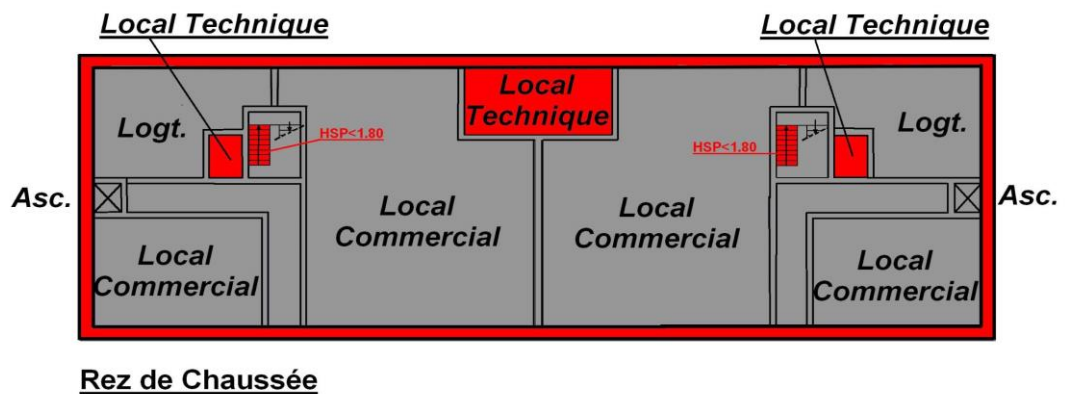 Local Technique
Local Technique
Local
Technique
Logt.
HSP<1.80
HSP<1.80
Logt.
Asc.
Asc.
Local
Commercial
Local
Commercial
Local
Commercial
Local
Commercial
Rez de Chaussée